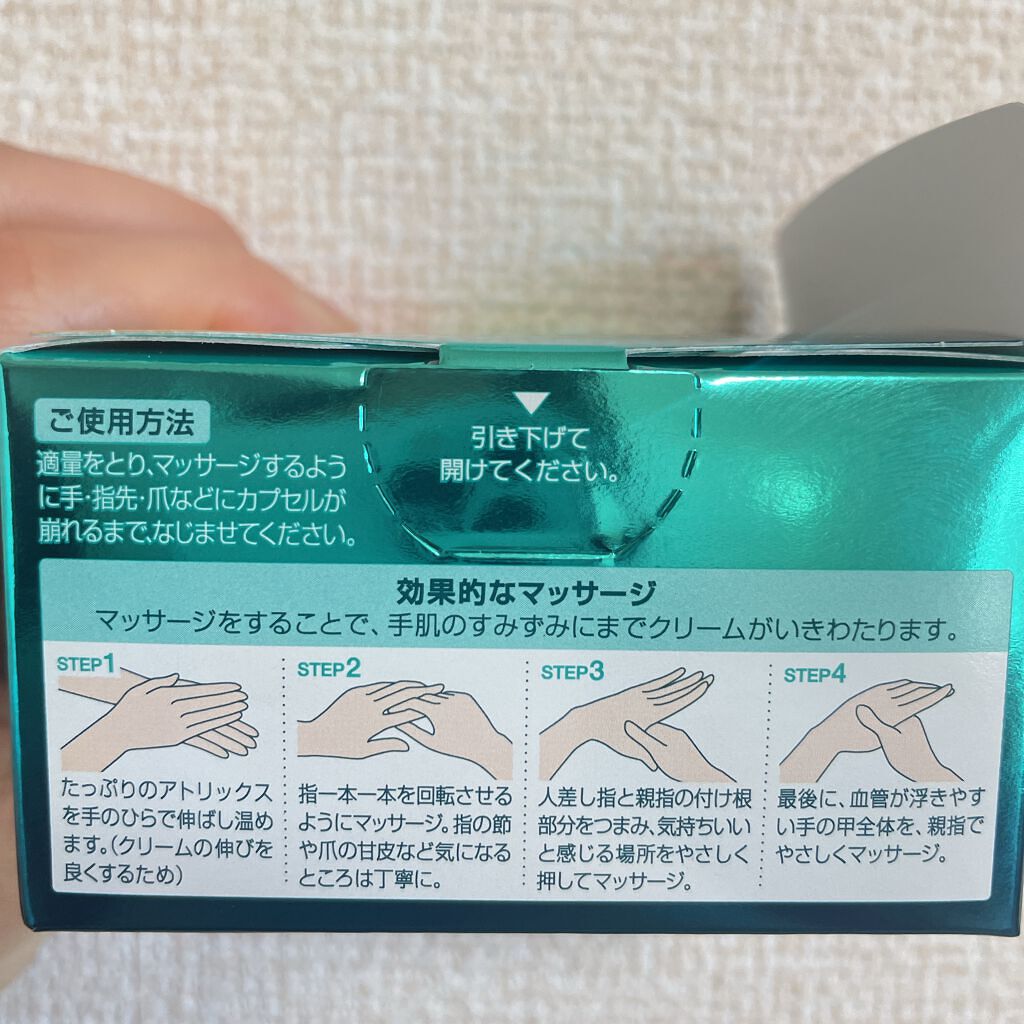 ご使用方法
適量をとり、マッサージするよう
に手・指先・爪などにカプセルが
崩れるまで、なじませてください。
引き下げて
開けてください。
効果的なマッサージ
マッサージをすることで、手肌のすみずみにまでクリームがいきわたります。
STEP1
たっぷりのアトリックス
を手のひらで伸ばし温め
ます。(クリームの伸びを
良くするため)
STEP2
指一本一本を回転させる
ようにマッサージ。指の節
や爪の甘皮など気になる
ところは丁寧に。
STEP3
人差し指と親指の付け根
部分をつまみ、気持ちいい
と感じる場所をやさしく
押してマッサージ。
STEP4
最後に、血管が浮きやす
い手の甲全体を、親指で
やさしくマッサージ。